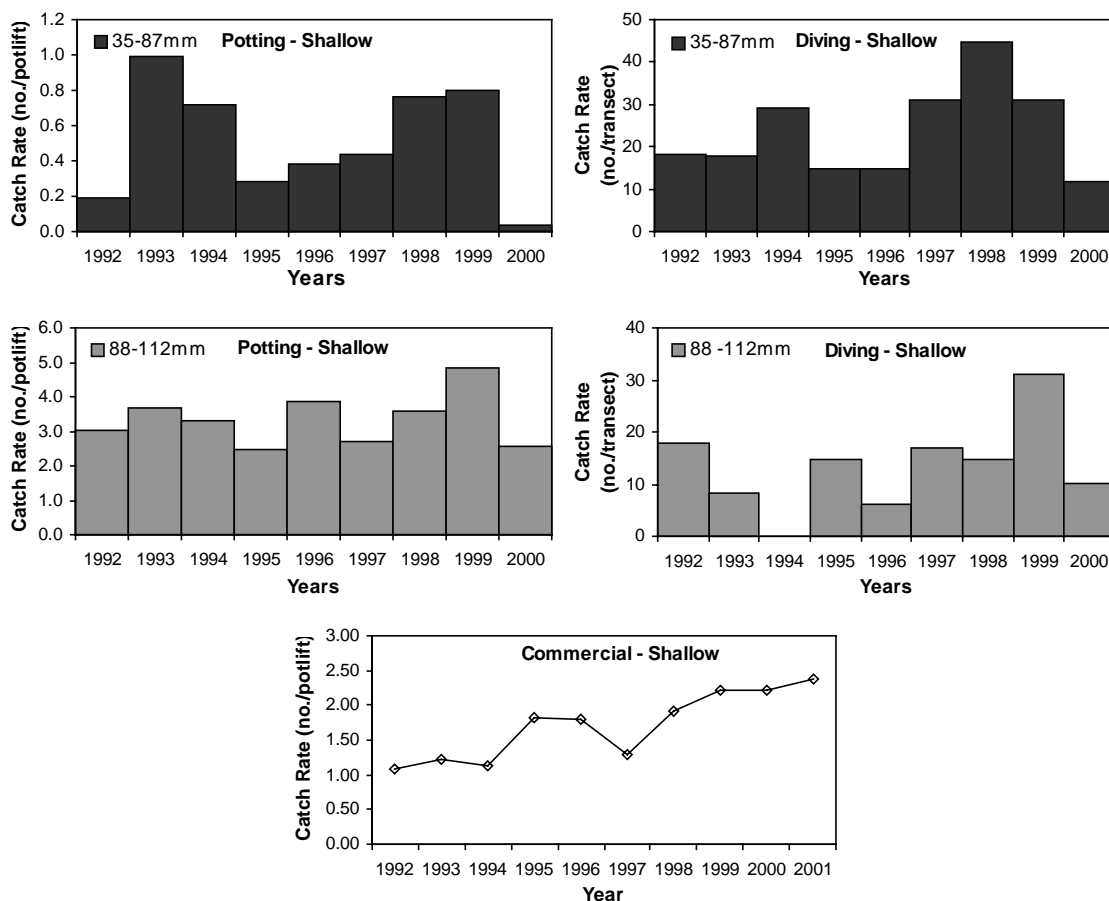 35-87mm Potting - Shallow
Catch Rate (no./potlift)
1.2
1.0
0.8
0.6
0.4
0.2
0.0
1992 1993 1994 1995 1996 1997 1998 1999 2000
Years
35-87mm Diving - Shallow
Catch Rate
(no./transect)
50
40
30
20
10
0
1992 1993 1994 1995 1996 1997 1998 1999 2000
88-112mm Potting - Shallow
Catch Rate (no./potlift)
6.0
5.0
4.0
3.0
2.0
1.0
0.0
1992 1993 1994 1995 1996 1997 1998 1999 2000
Years
88 -112mm Diving - Shallow
Catch Rate
(no./transect)
40
30
20
10
0
1992 1993 1994 1995 1996 1997 1998 1999 2000
Years
Commercial - Shallow
Catch Rate (no./potlift)
3.00
2.50
2.00
1.50
1.00
0.50
0.00
1992 1993 1994 1995 1996 1997 1998 1999 2000 2001
Year